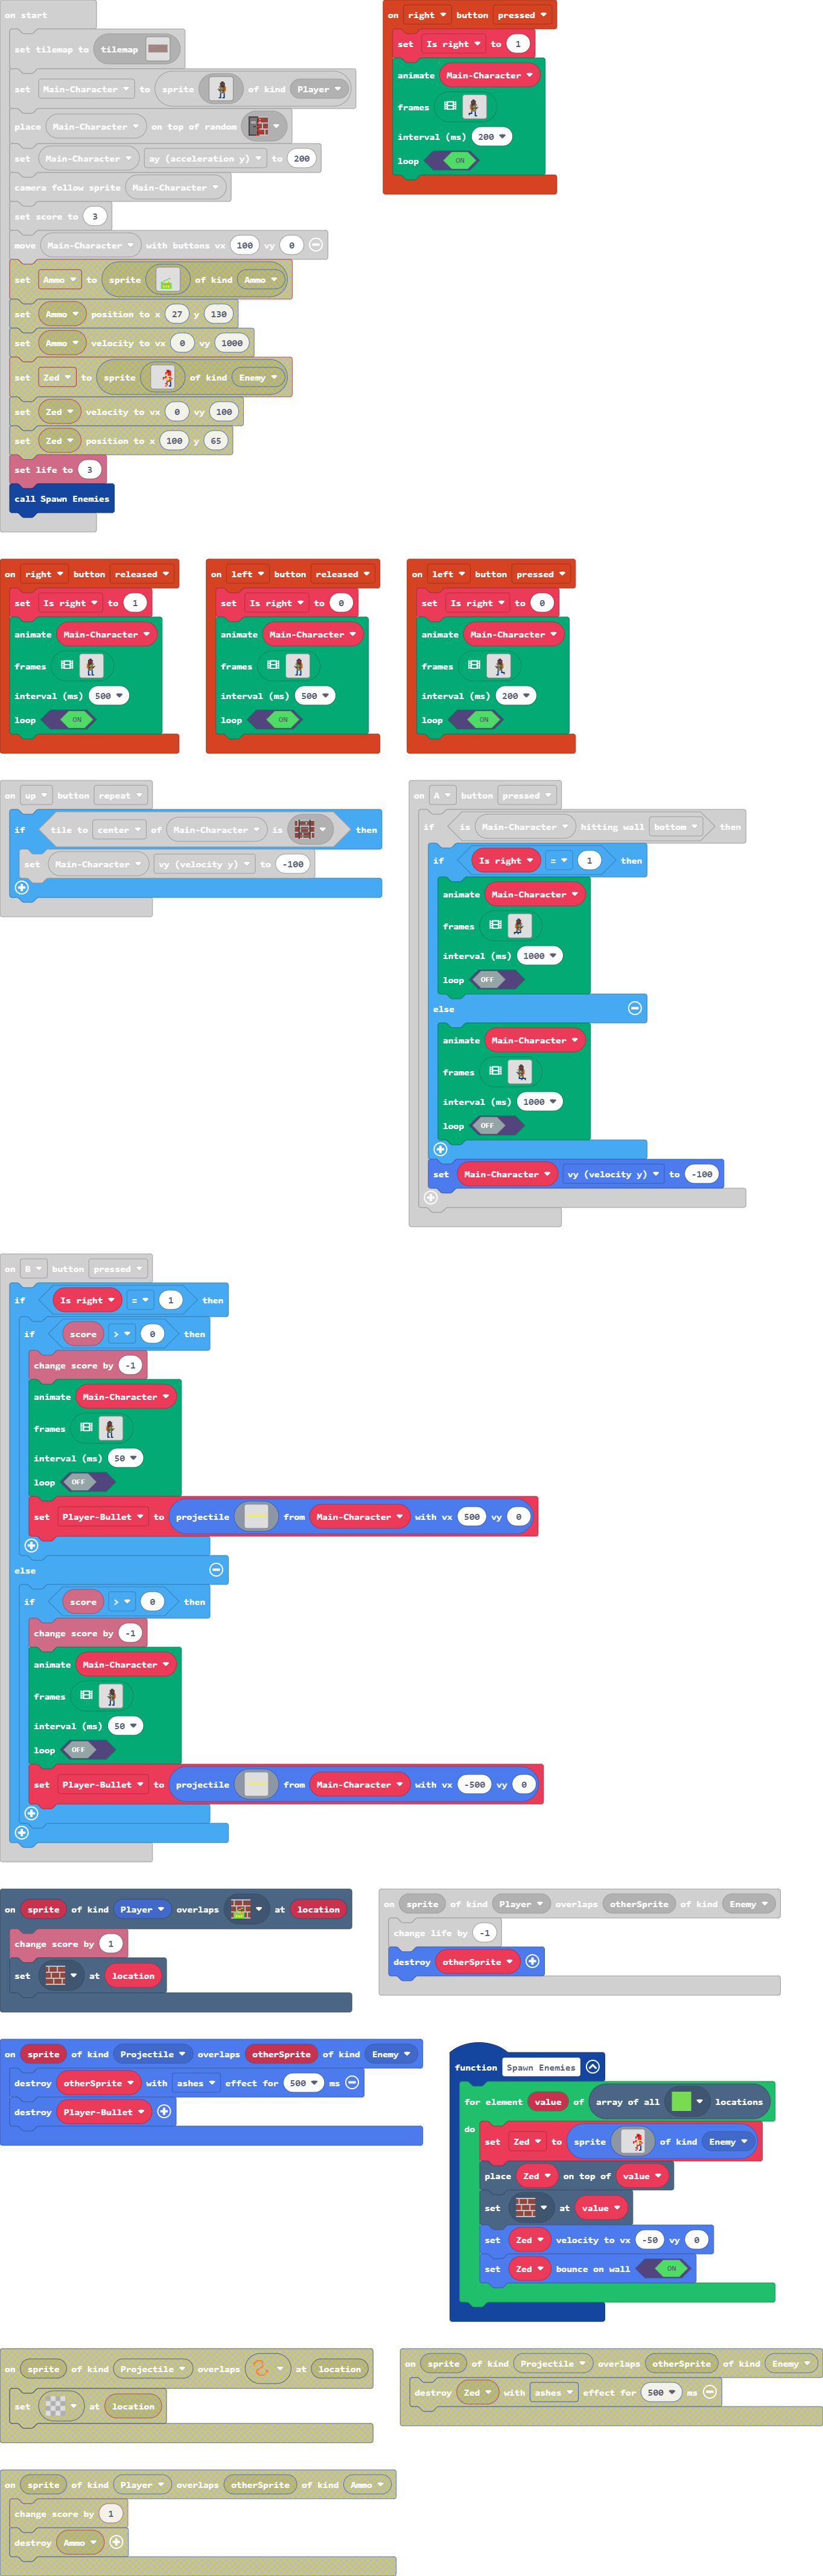 on start
set tilemap to tilemap
set Main-Character to sprite of kind Player
place Main-Character on top of random
set Main-Character ay (acceleration y) to 200
camera follow sprite Main-Character
set score to 3
move Main-Character with buttons vx 100 vy 0
set Ammo to sprite of kind Ammo
set Ammo position to x 27 y 130
set Ammo velocity to vx 0 vy 1000
set Zed to sprite of kind Enemy
set Zed velocity to vx 0 vy 100
set Zed position to x 100 y 65
set life to 3
call Spawn Enemies
on right button pressed
set Is right to 1
animate Main-Character
frames
interval (ms) 200
loop ON
on right button released
set Is right to 1
animate Main-Character
frames
interval (ms) 500
loop ON
on left button released
set Is right to 0
animate Main-Character
frames
interval (ms) 500
loop ON
on left button pressed
set Is right to 0
animate Main-Character
frames
interval (ms) 200
loop ON
on up button repeat
if tile to center of Main-Character is then
set Main-Character vy (velocity y) to -100
on A button pressed
if is Main-Character hitting wall bottom then
if Is right = 1 then
animate Main-Character
frames
interval (ms) 1000
loop OFF
else
animate Main-Character
frames
interval (ms) 1000
loop OFF
set Main-Character vy (velocity y) to -100
on B button pressed
if Is right = 1 then
if score > 0 then
change score by -1
animate Main-Character
frames
interval (ms) 50
loop OFF
set Player-Bullet to projectile from Main-Character with vx 500 vy 0
else
if score > 0 then
change score by -1
animate Main-Character
frames
interval (ms) 50
loop OFF
set Player-Bullet to projectile from Main-Character with vx -500 vy 0
on sprite of kind Player overlaps at location
change score by 1
set at location
on sprite of kind Player overlaps otherSprite of kind Enemy
change life by -1
destroy otherSprite
on sprite of kind Projectile overlaps otherSprite of kind Enemy
destroy otherSprite with ashes effect for 500 ms
destroy Player-Bullet
function Spawn Enemies
for element value of array of all locations
do
set Zed to sprite of kind Enemy
place Zed on top of value
set at value
set Zed velocity to vx -50 vy 0
set Zed bounce on wall ON
on sprite of kind Projectile overlaps at location
set at location
on sprite of kind Projectile overlaps otherSprite of kind Enemy
destroy Zed with ashes effect for 500 ms
on sprite of kind Player overlaps otherSprite of kind Ammo
change score by 1
destroy Ammo